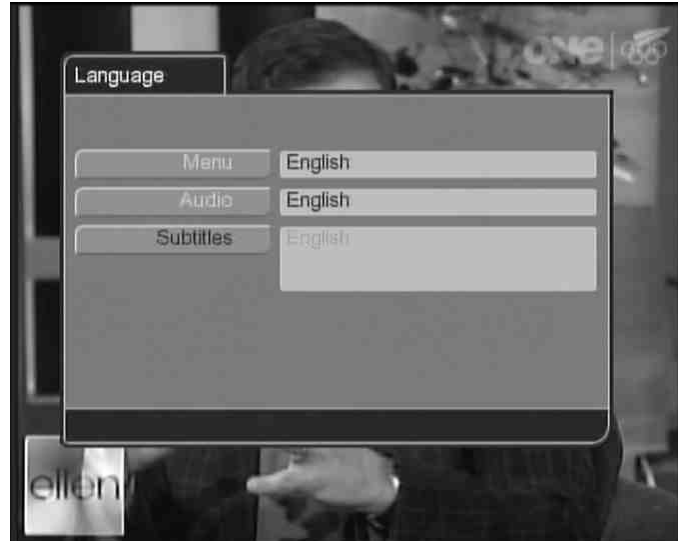 ONE
Language
Menu
English
Audio
English
Subtitles
English
ellen